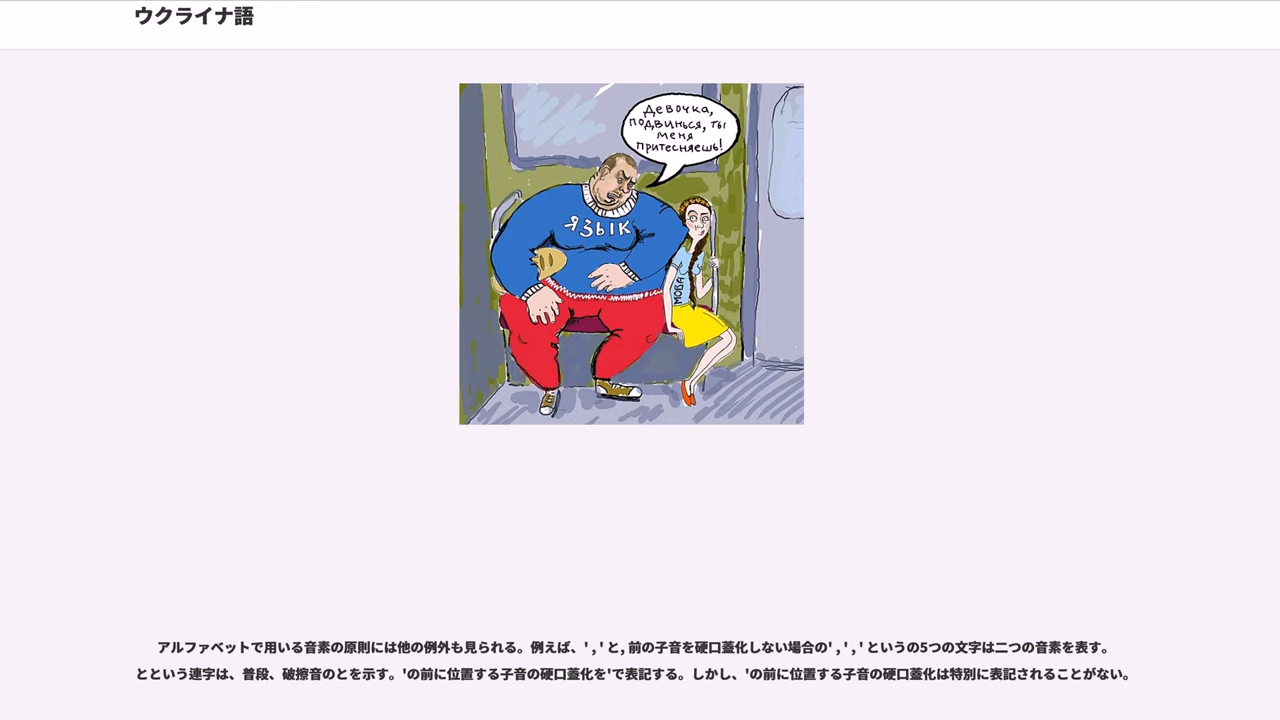 ウクライナ語
Девочка,
подвинься, ты
меня
притесняешь!
ЯЗЫК
МОВА
アルファベットで用いる音素の原則には他の例外も見られる。例えば、' , ' と, 前の子音を硬口蓋化しない場合の' , ' , ' というの5つの文字は二つの音素を表す。
とという連字は、普段、破擦音のとを示す。'の前に位置する子音の硬口蓋化を'で表記する。しかし、'の前に位置する子音の硬口蓋化は特別に表記されることがない。